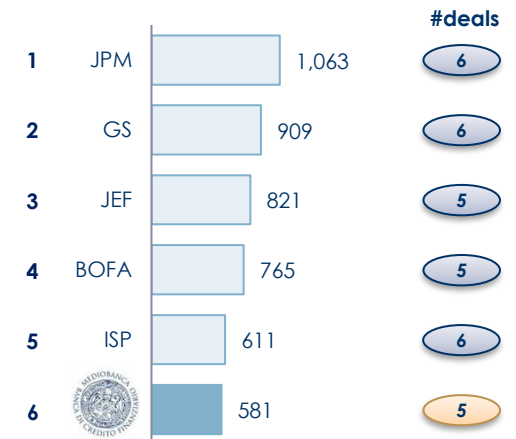 #deals
1 JPM 1,063 6
2 GS 909 6
3 JEF 821 5
4 BOFA 765 5
5 ISP 611 6
MEDIOBANCA
BANCA DI CREDITO FINANZIARIO
6 581 5